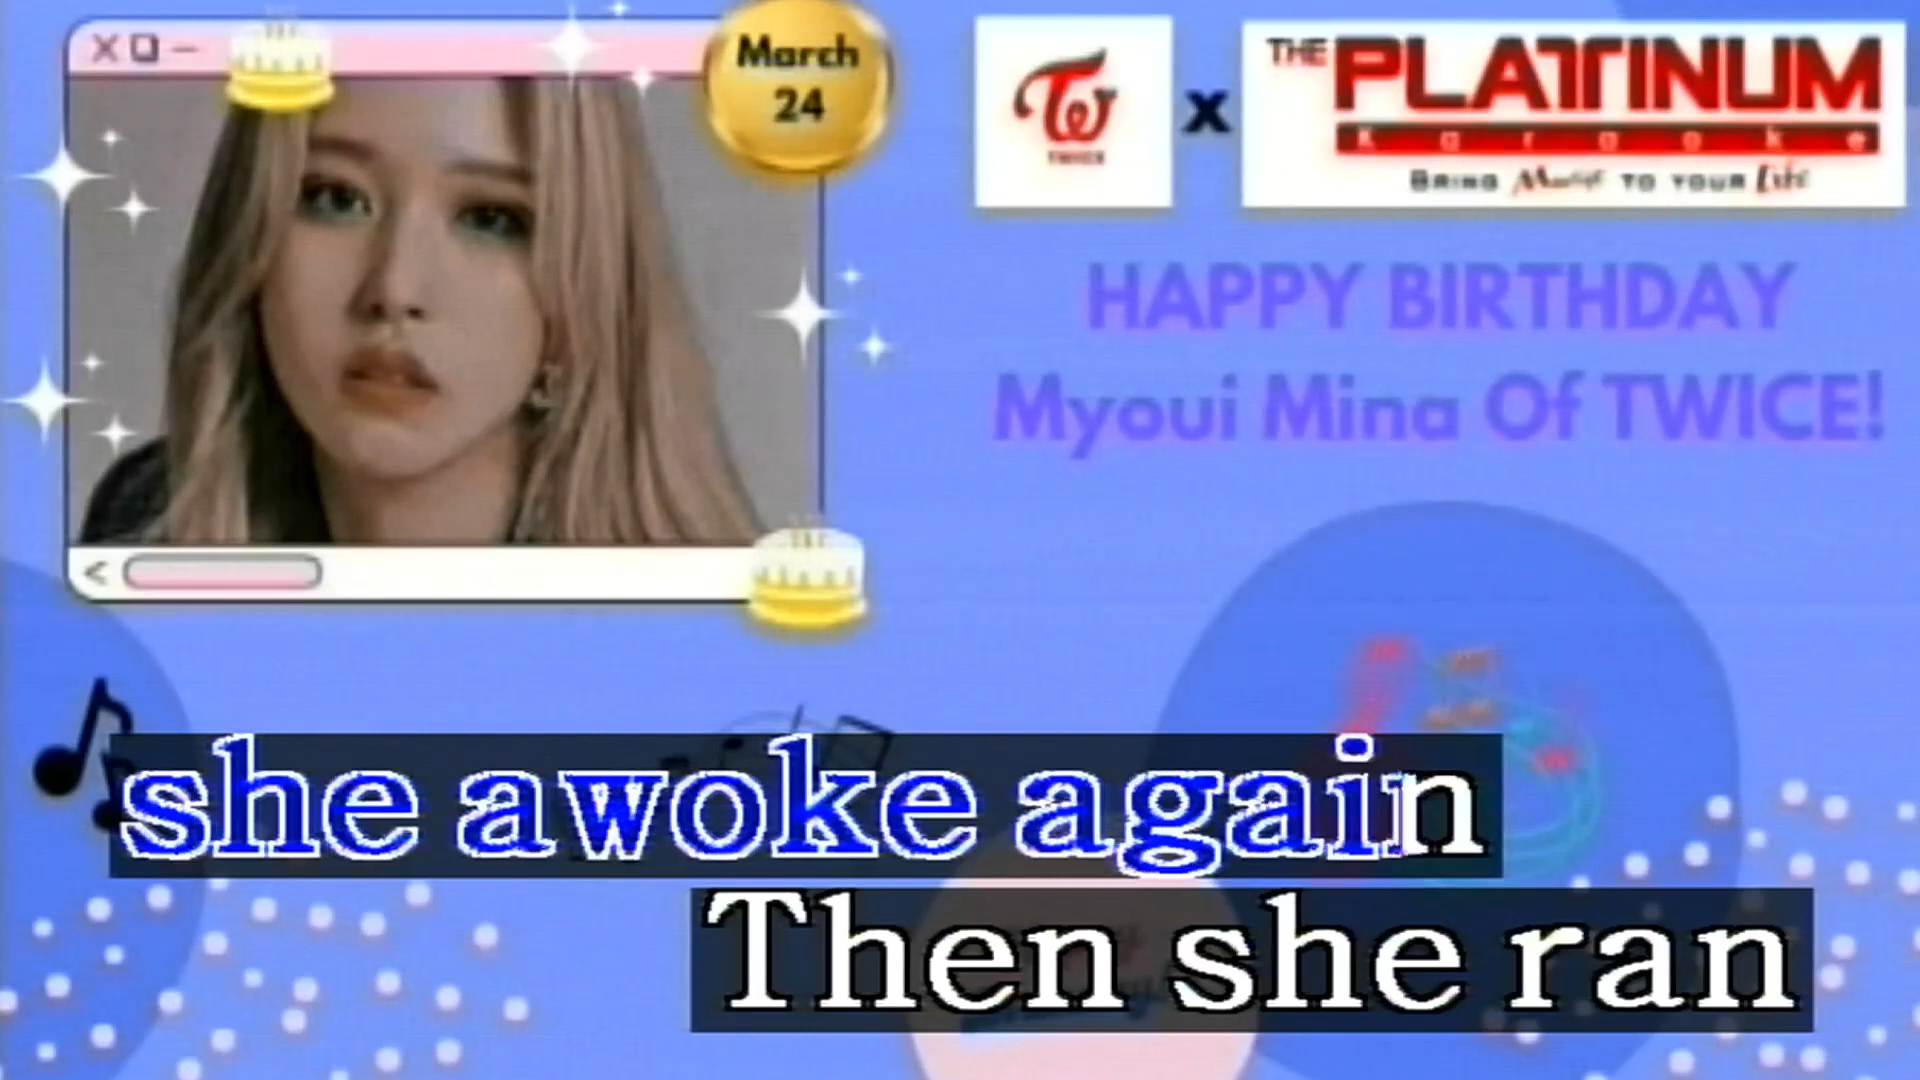 March
24
TWICE
x
THE PLATINUM
Karaoke
BRING Music TO YOUR Life
HAPPY BIRTHDAY
Myoui Mina Of TWICE!
she awoke again
Then she ran